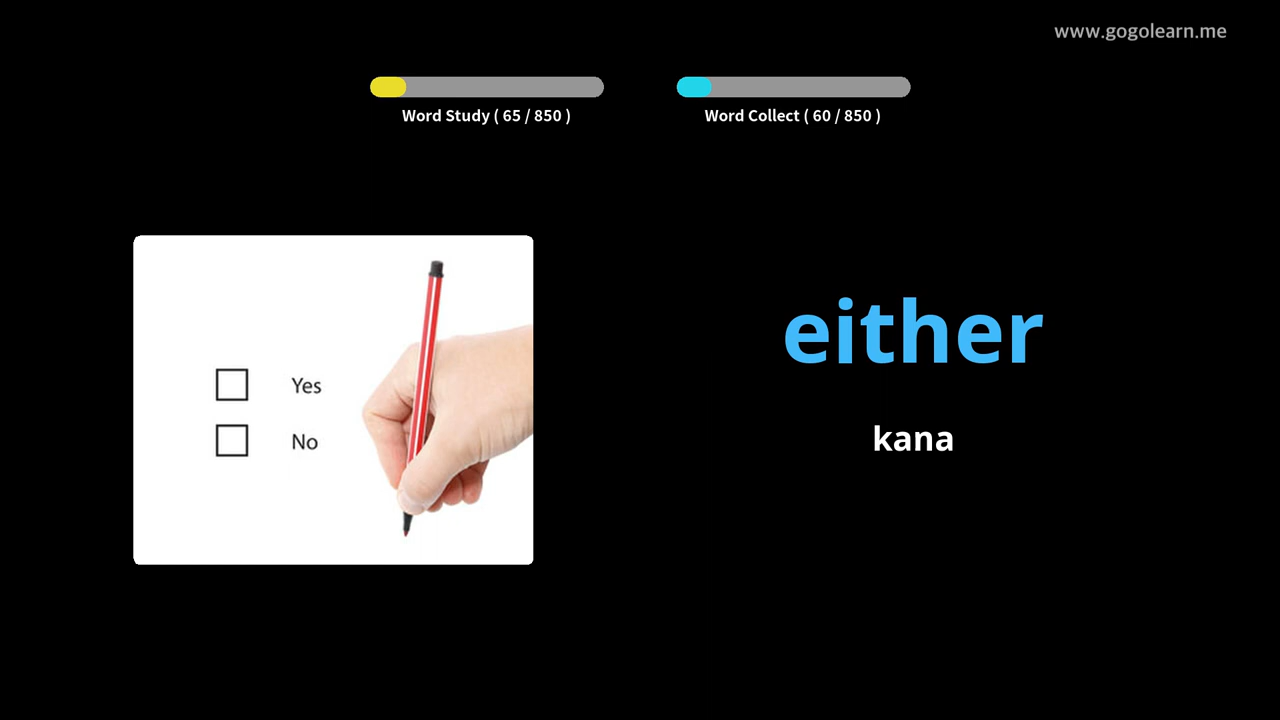 www.gogolearn.me
Word Study ( 65 / 850 )
Word Collect ( 60 / 850 )
Yes
No
either
kana